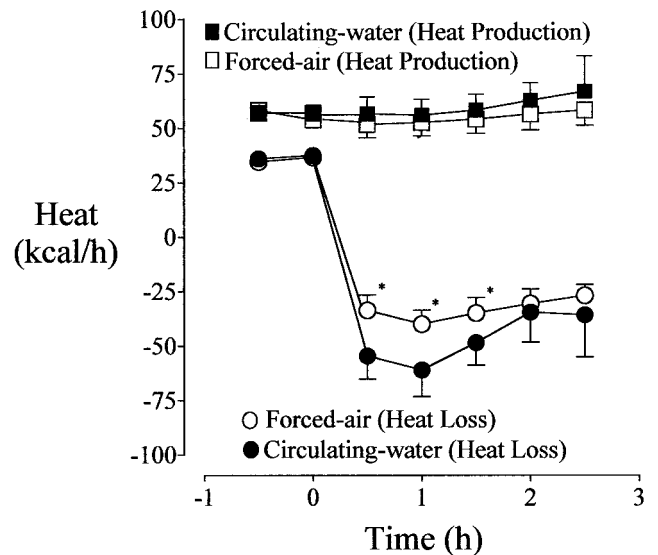 100
Circulating-water (Heat Production)
75
Forced-air (Heat Production)
50
25
Heat
(kcal/h)
0
-25
* * *
-50
-75
Forced-air (Heat Loss)
Circulating-water (Heat Loss)
-100
-1 0 1 2 3
Time (h)